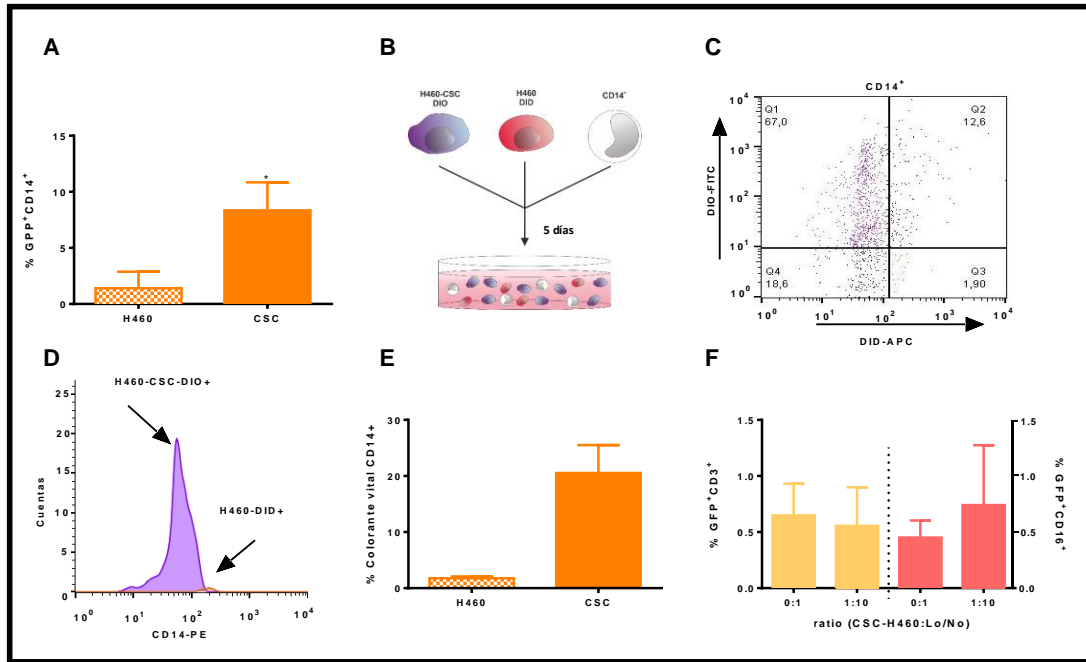 A
% GPP+CD14+
15
10
5
0
H460
CSC
*
B
H460-CSC
DIO
H460
DID
CD14+
5 días
C
CD14+
Q1
67,0
Q2
12,6
Q4
18,6
Q3
1,90
DIO-FITC
10^4
10^3
10^2
10^1
10^0
10^0 10^1 10^2 10^3 10^4
DID-APC
D
H460-CSC-DIO+
H460-DID+
Cuentas
25
20
15
10
5
0
10^0 10^1 10^2 10^3 10^4
CD14-PE
E
% Colorante vital CD14+
30
20
10
0
H460
CSC
F
% GFP+CD3+
1.5
1.0
0.5
0.0
1.5
1.0
0.5
0.0
% GFP+CD16+
0:1 1:10 0:1 1:10
ratio (CSC-H460:Lo/No)